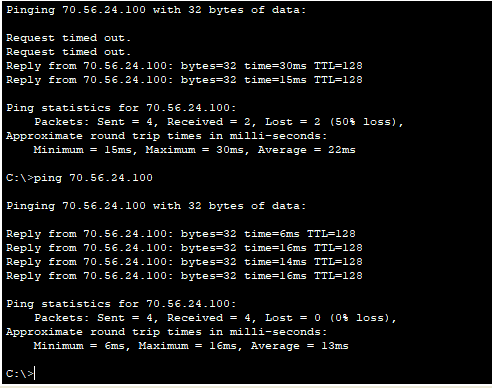 Pinging 70.56.24.100 with 32 bytes of data:
Request timed out.
Request timed out.
Reply from 70.56.24.100: bytes=32 time=30ms TTL=128
Reply from 70.56.24.100: bytes=32 time=15ms TTL=128
Ping statistics for 70.56.24.100:
    Packets: Sent = 4, Received = 2, Lost = 2 (50% loss),
Approximate round trip times in milli-seconds:
    Minimum = 15ms, Maximum = 30ms, Average = 22ms
C:\>ping 70.56.24.100
Pinging 70.56.24.100 with 32 bytes of data:
Reply from 70.56.24.100: bytes=32 time=6ms TTL=128
Reply from 70.56.24.100: bytes=32 time=16ms TTL=128
Reply from 70.56.24.100: bytes=32 time=14ms TTL=128
Reply from 70.56.24.100: bytes=32 time=16ms TTL=128
Ping statistics for 70.56.24.100:
    Packets: Sent = 4, Received = 4, Lost = 0 (0% loss),
Approximate round trip times in milli-seconds:
    Minimum = 6ms, Maximum = 16ms, Average = 13ms
C:\>